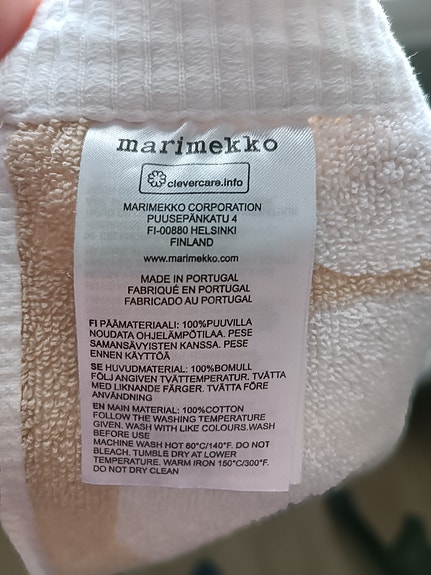 marimekko
clevercare.info
MARIMEKKO CORPORATION
PUUSEPÄNKATU 4
FI-00880 HELSINKI
FINLAND
www.marimekko.com
MADE IN PORTUGAL
FABRIQUÉ EN PORTUGAL
FABRICADO AU PORTUGAL
FI PÄÄMATERIAALI: 100%PUUVILLA
NOUDATA OHJELÄMPÖTILAA. PESE
SAMANSÄVYISTEN KANSSA. PESE
ENNEN KÄYTTÖÄ
SE HUVUDMATERIAL: 100%BOMULL
FÖLJ ANGIVEN TVÄTTEMPERATUR. TVÄTTA
MED LIKNANDE FÄRGER. TVÄTTA FÖRE
ANVÄNDNING
EN MAIN MATERIAL: 100%COTTON
FOLLOW THE WASHING TEMPERATURE
GIVEN. WASH WITH LIKE COLOURS.WASH
BEFORE USE
MACHINE WASH HOT 60°C/140°F. DO NOT
BLEACH. TUMBLE DRY AT LOWER
TEMPERATURE. WARM IRON 150°C/300°F.
DO NOT DRY CLEAN